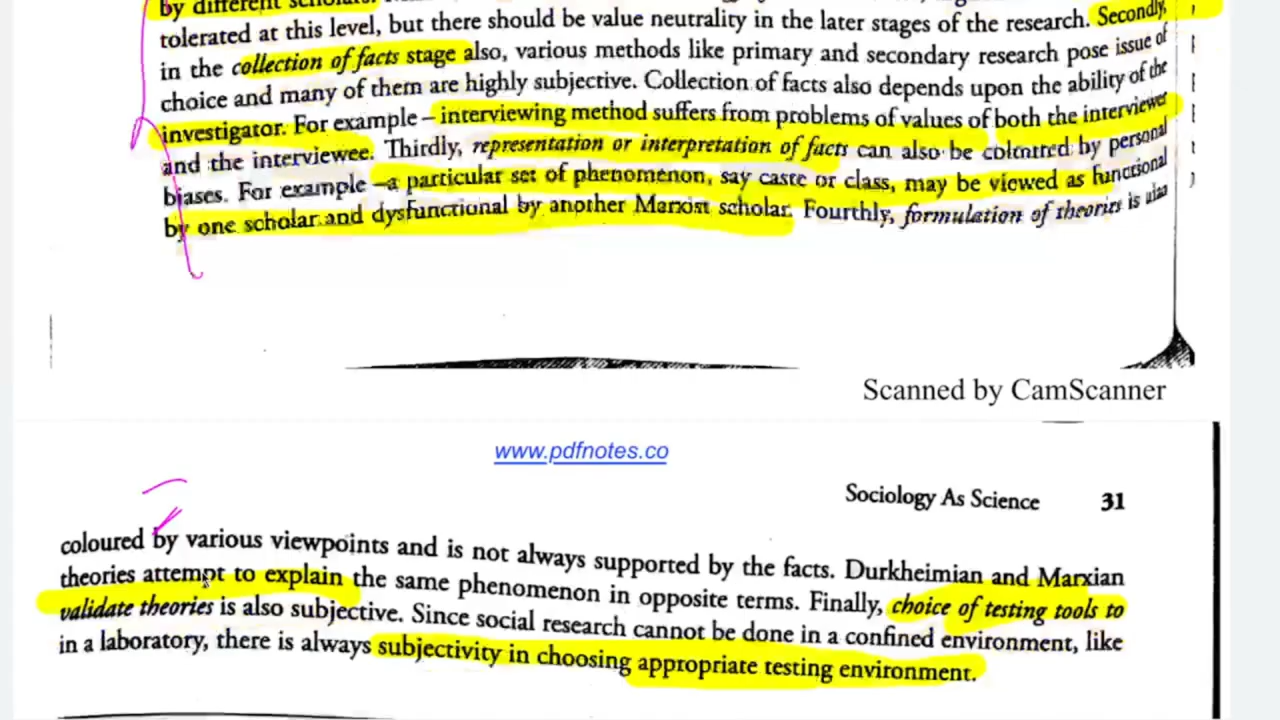 by different
tolerated at this level, but there should be value neutrality in the later stages of the research. Secondly,
in the collection of facts stage also, various methods like primary and secondary research pose issue of
choice and many of them are highly subjective. Collection of facts also depends upon the ability of the
investigator. For example – interviewing method suffers from problems of values of both the interviewer
and the interviewee. Thirdly, representation or interpretation of facts can also be coloured by personal
biases. For example –a particular set of phenomenon, say caste or class, may be viewed as functional
by one scholar and dysfunctional by another Marxist scholar. Fourthly, formulation of theories is also
Scanned by CamScanner
www.pdfnotes.co
Sociology As Science 31
coloured by various viewpoints and is not always supported by the facts. Durkheimian and Marxian
theories attempt to explain the same phenomenon in opposite terms. Finally, choice of testing tools to
validate theories is also subjective. Since social research cannot be done in a confined environment, like
in a laboratory, there is always subjectivity in choosing appropriate testing environment.